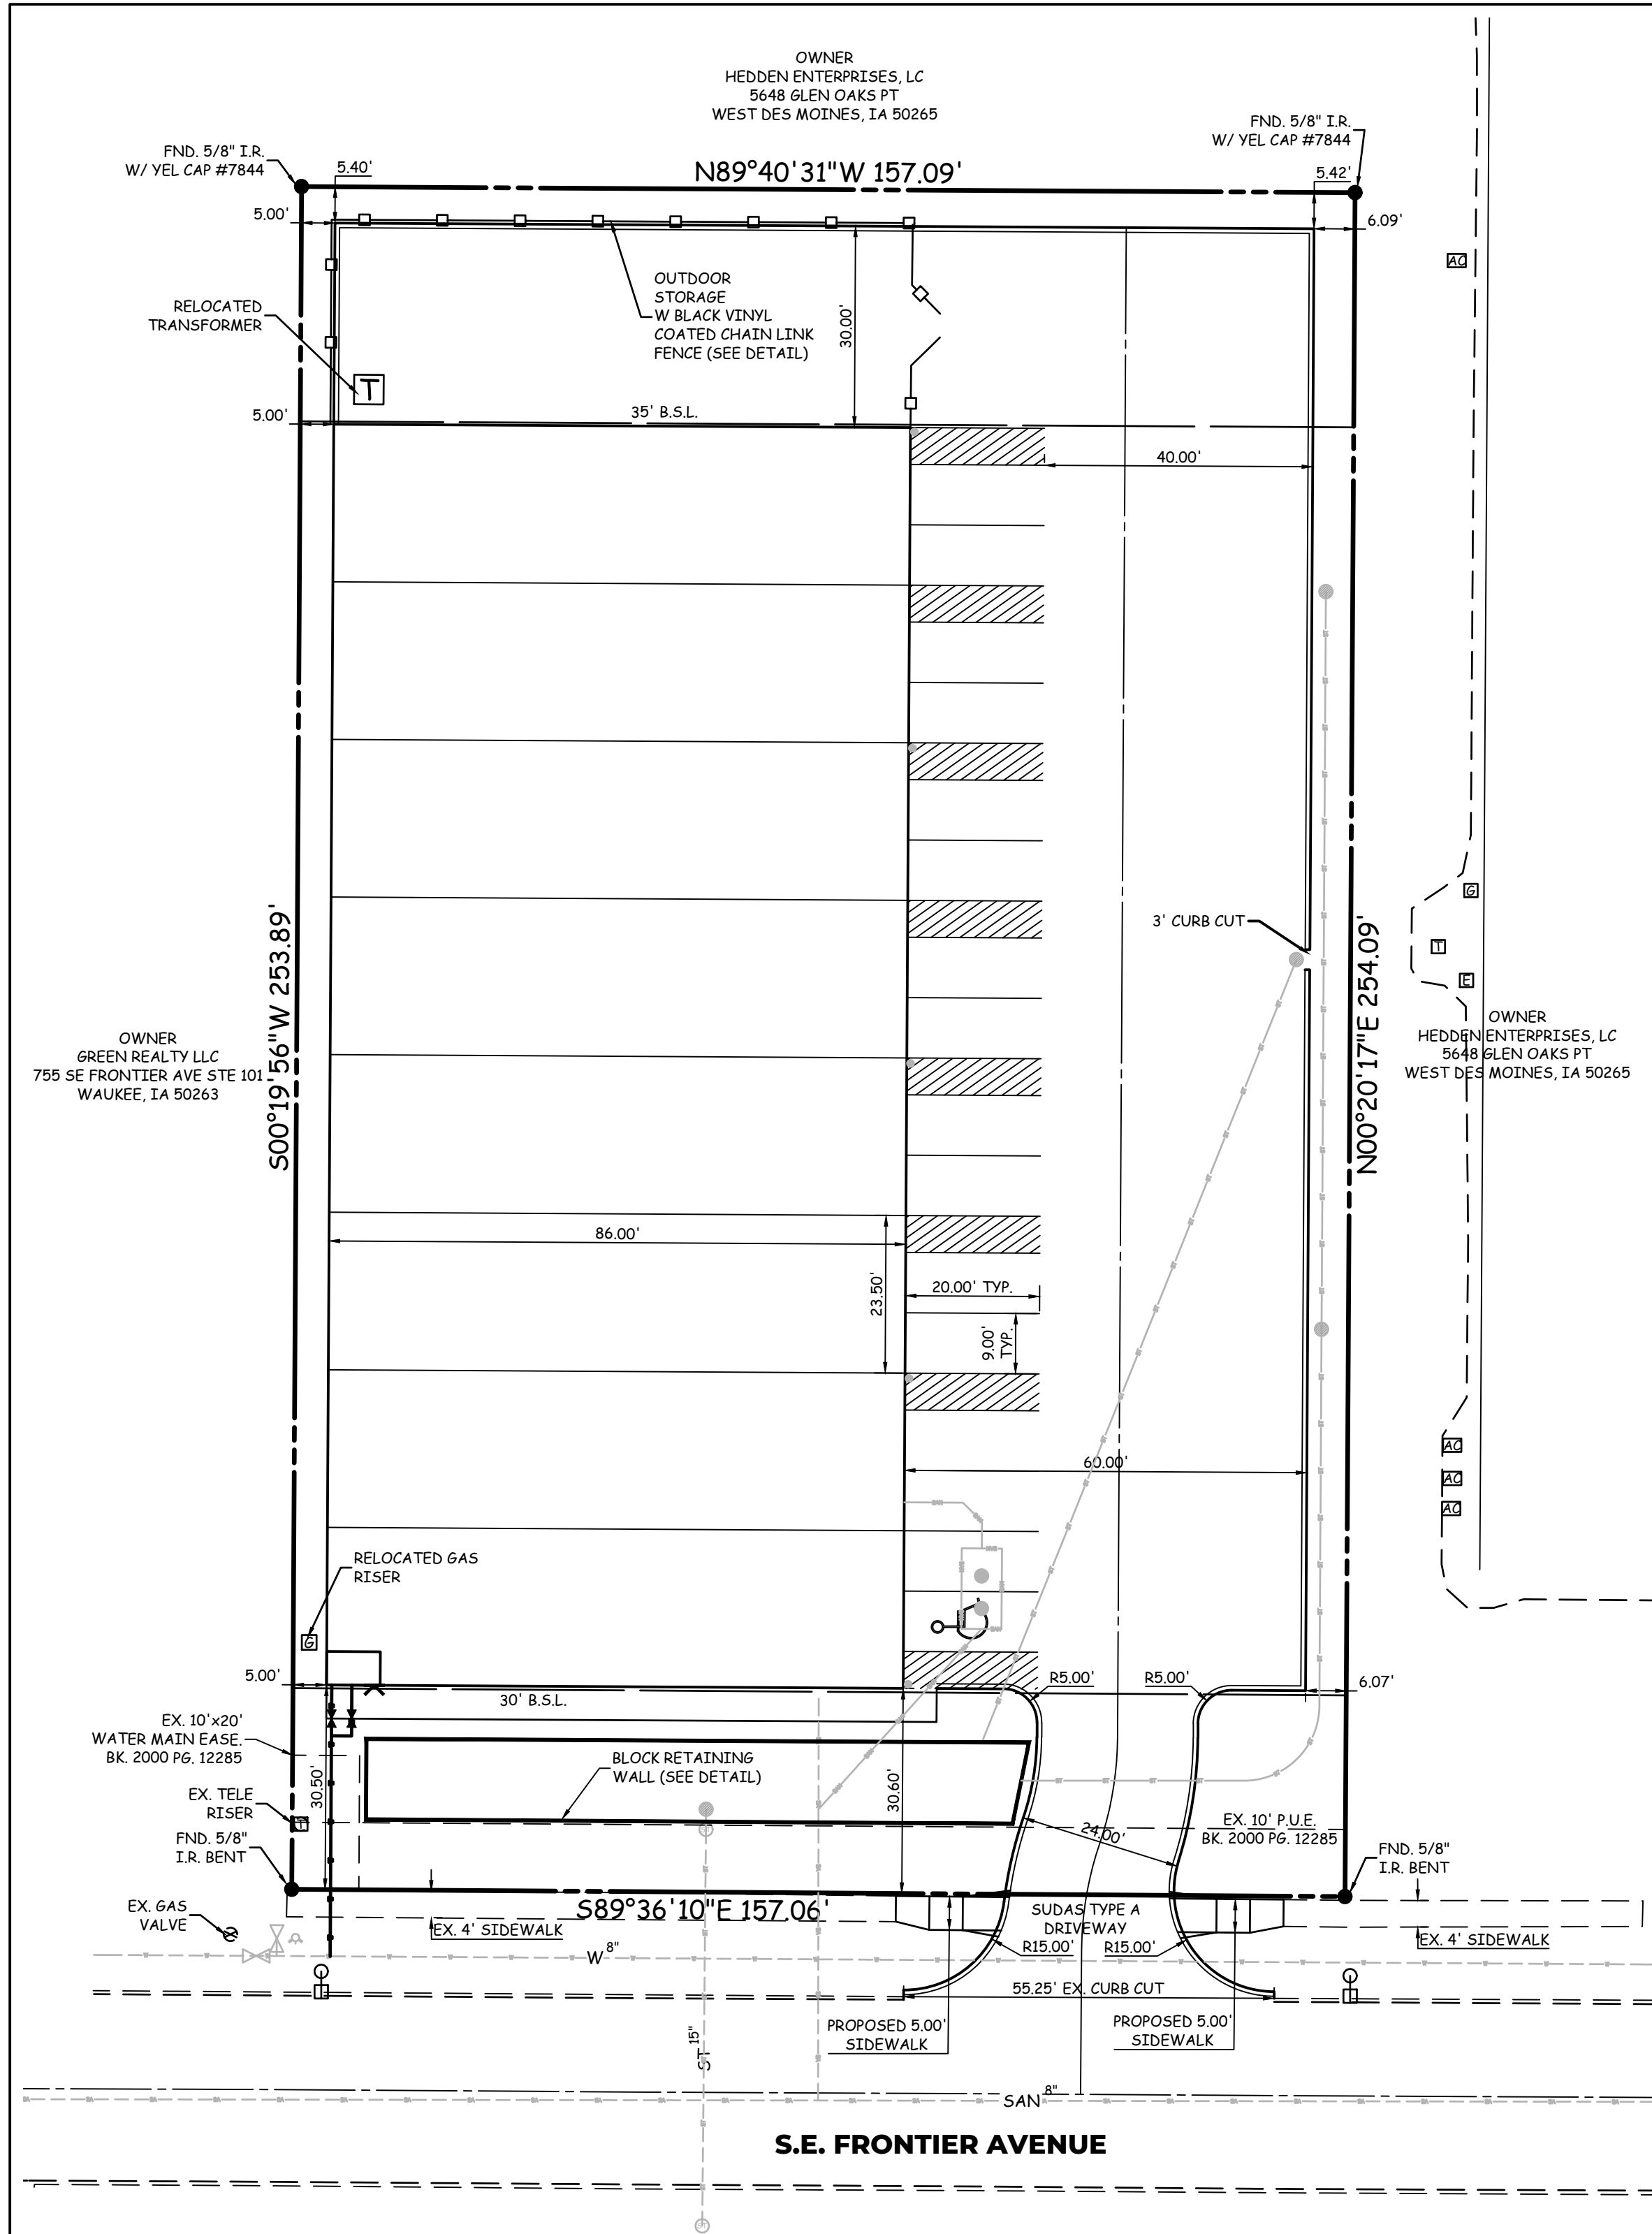 OWNER
HEDDEN ENTERPRISES, LC
5648 GLEN OAKS PT
WEST DES MOINES, IA 50265
FND. 5/8" I.R.
W/ YEL CAP #7844
FND. 5/8" I.R.
W/ YEL CAP #7844
5.40'
N89°40'31"W 157.09'
5.42'
5.00'
6.09'
AC
OUTDOOR
STORAGE
W BLACK VINYL
COATED CHAIN LINK
FENCE (SEE DETAIL)
30.00'
RELOCATED
TRANSFORMER
T
5.00'
35' B.S.L.
40.00'
3' CURB CUT
G
T
E
S00°19'56"W 253.89'
N00°20'17"E 254.09'
OWNER
GREEN REALTY LLC
755 SE FRONTIER AVE STE 101
WAUKEE, IA 50263
OWNER
HEDDEN ENTERPRISES, LC
5648 GLEN OAKS PT
WEST DES MOINES, IA 50265
86.00'
23.50'
20.00' TYP.
9.00'
TYP.
60.00'
AC
AC
AC
RELOCATED GAS
RISER
G
5.00'
30' B.S.L.
R5.00'
R5.00'
6.07'
EX. 10'x20'
WATER MAIN EASE.
BK. 2000 PG. 12285
30.50'
BLOCK RETAINING
WALL (SEE DETAIL)
30.60'
EX. TELE
RISER
T
24.00'
EX. 10' P.U.E.
BK. 2000 PG. 12285
FND. 5/8"
I.R. BENT
FND. 5/8"
I.R. BENT
S89°36'10"E 157.06'
SUDAS TYPE A
DRIVEWAY
EX. GAS
VALVE
EX. 4' SIDEWALK
EX. 4' SIDEWALK
R15.00'
R15.00'
W 8"
55.25' EX. CURB CUT
PROPOSED 5.00'
SIDEWALK
PROPOSED 5.00'
SIDEWALK
ST 15"
SAN 8"
S.E. FRONTIER AVENUE